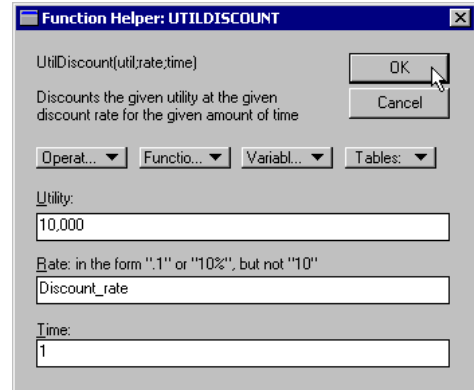 Function Helper: UTILDISCOUNT
UtilDiscount(util;rate;time)
OK
Discounts the given utility at the given
discount rate for the given amount of time
Cancel
Operat...
Functio...
Variabl...
Tables:
Utility:
10,000
Rate: in the form ".1" or "10%", but not "10"
Discount_rate
Time:
1